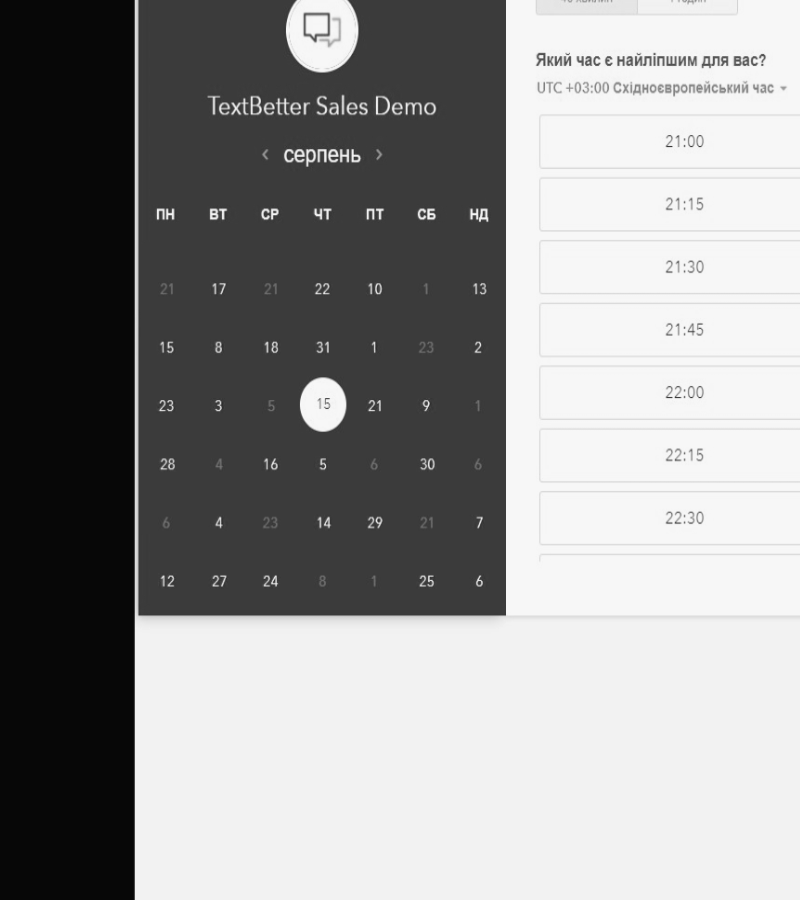 Який час є найліпшим для вас?
UTC +03:00 Східноєвропейський час
TextBetter Sales Demo
серпень
ПН ВТ СР ЧТ ПТ СБ НД
21 17 21 22 10 1 13
15 8 18 31 1 23 2
23 3 5 15 21 9 1
28 4 16 5 6 30 6
6 4 23 14 29 21 7
12 27 24 8 1 25 6
21:00
21:15
21:30
21:45
22:00
22:15
22:30